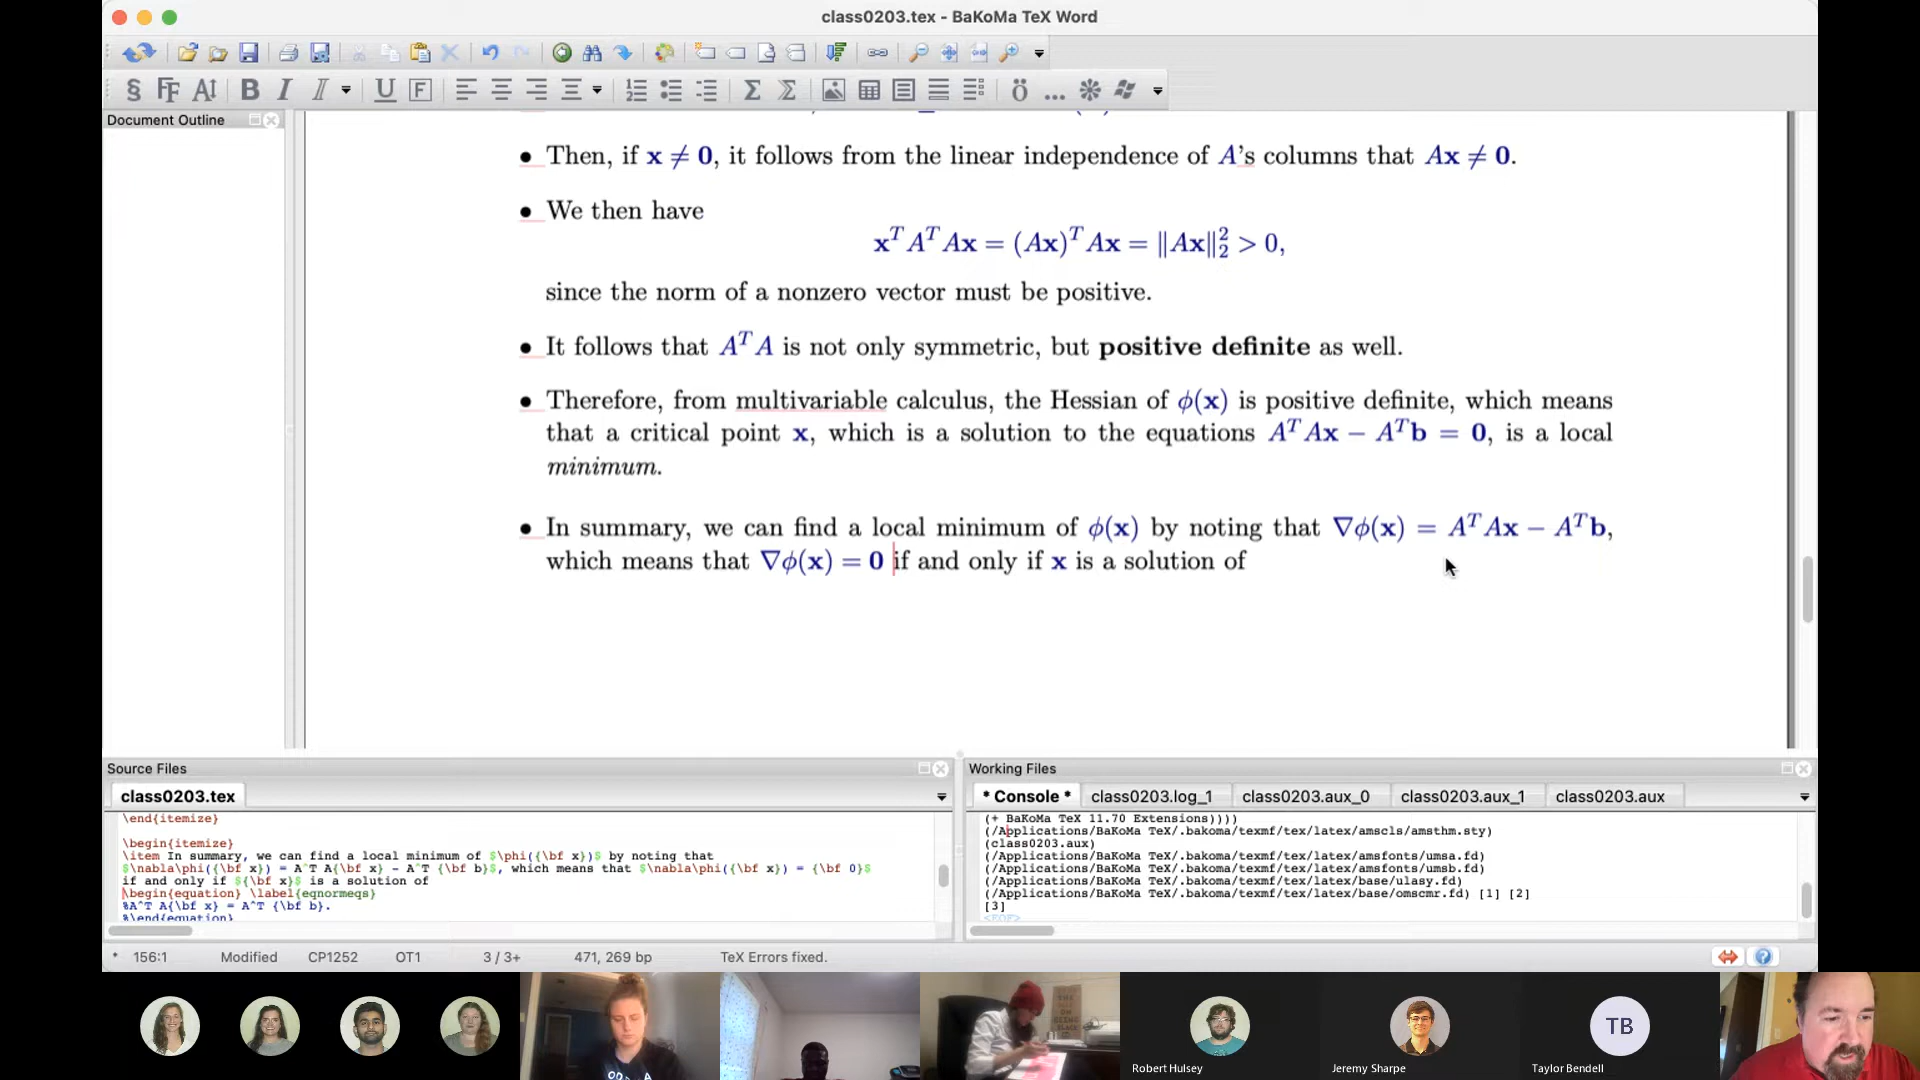 class0203.tex - BaKoMa TeX Word
Document Outline
• Then, if x ≠ 0, it follows from the linear independence of A's columns that Ax ≠ 0.
• We then have
x^T A^T Ax = (Ax)^T Ax = ‖Ax‖₂² > 0,
since the norm of a nonzero vector must be positive.
• It follows that A^T A is not only symmetric, but positive definite as well.
• Therefore, from multivariable calculus, the Hessian of ϕ(x) is positive definite, which means
that a critical point x, which is a solution to the equations A^T Ax − A^T b = 0, is a local
minimum.
• In summary, we can find a local minimum of ϕ(x) by noting that ∇ϕ(x) = A^T Ax − A^T b,
which means that ∇ϕ(x) = 0 if and only if x is a solution of
Source Files
class0203.tex
\end{itemize}
\begin{itemize}
\item In summary, we can find a local minimum of $\phi({\bf x})$ by noting that
$\nabla\phi({\bf x}) = A^T A{\bf x} - A^T {\bf b}$, which means that $\nabla\phi({\bf x}) = {\bf 0}$
if and only if ${\bf x}$ is a solution of
\begin{equation} \label{eqnormeqs}
%A^T A{\bf x} = A^T {\bf b}.
%\end{equation}
Working Files
* Console *
class0203.log_1
class0203.aux_0
class0203.aux_1
class0203.aux
(+ BaKoMa TeX 11.70 Extensions))))
(/Applications/BaKoMa TeX/.bakoma/texmf/tex/latex/amscls/amsthm.sty)
(class0203.aux)
(/Applications/BaKoMa TeX/.bakoma/texmf/tex/latex/amsfonts/umsa.fd)
(/Applications/BaKoMa TeX/.bakoma/texmf/tex/latex/amsfonts/umsb.fd)
(/Applications/BaKoMa TeX/.bakoma/texmf/tex/latex/base/ulasy.fd)
(/Applications/BaKoMa TeX/.bakoma/texmf/tex/latex/base/omscmr.fd) [1] [2]
[3]
<EOF>
* 156:1 Modified CP1252 OT1 3 / 3+ 471, 269 bp TeX Errors fixed.
TB
Robert Hulsey
Jeremy Sharpe
Taylor Bendell